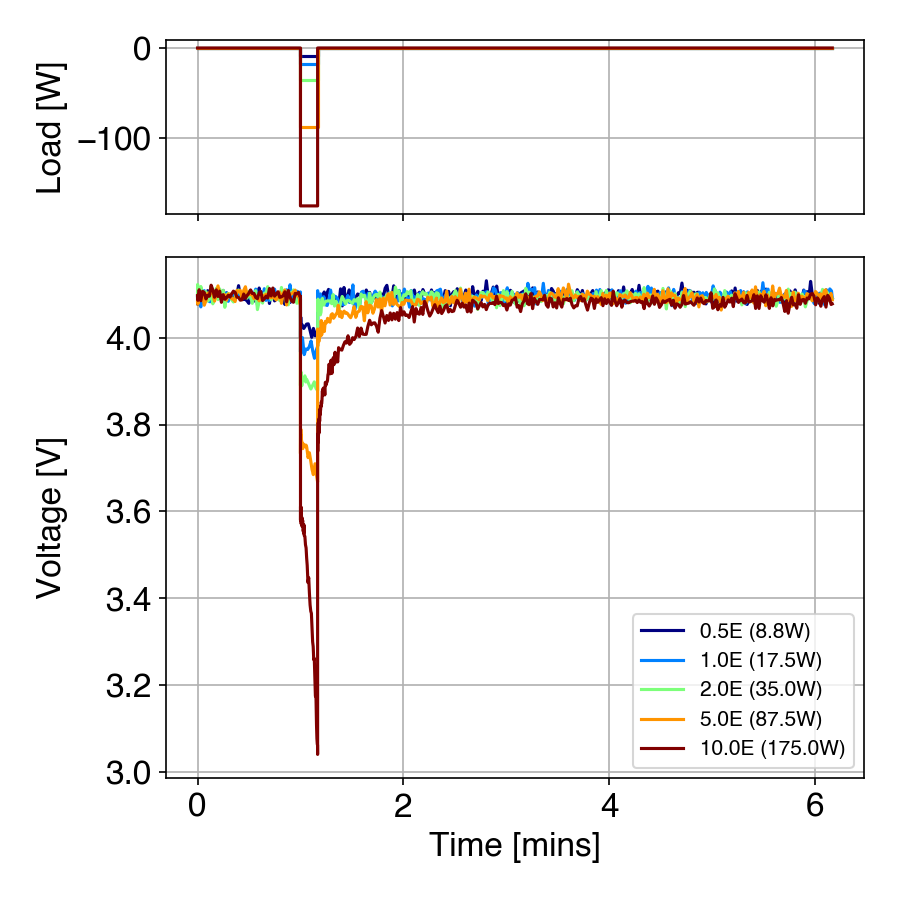 Load [W]
0
−100
Voltage [V]
4.0
3.8
3.6
3.4
3.2
3.0
0.5E (8.8W)
1.0E (17.5W)
2.0E (35.0W)
5.0E (87.5W)
10.0E (175.0W)
0 2 4 6
Time [mins]